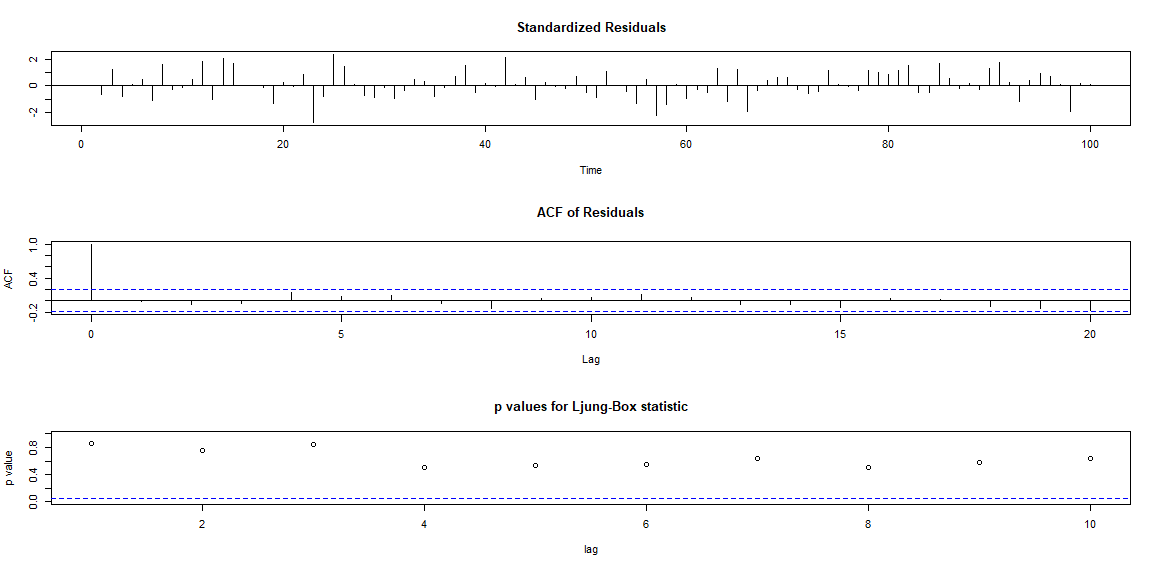 Standardized Residuals
2
0
-2
0 20 40 60 80 100
Time
ACF of Residuals
ACF
1.0
0.4
-0.2
0 5 10 15 20
Lag
p values for Ljung-Box statistic
p value
0.8
0.4
0.0
2 4 6 8 10
lag